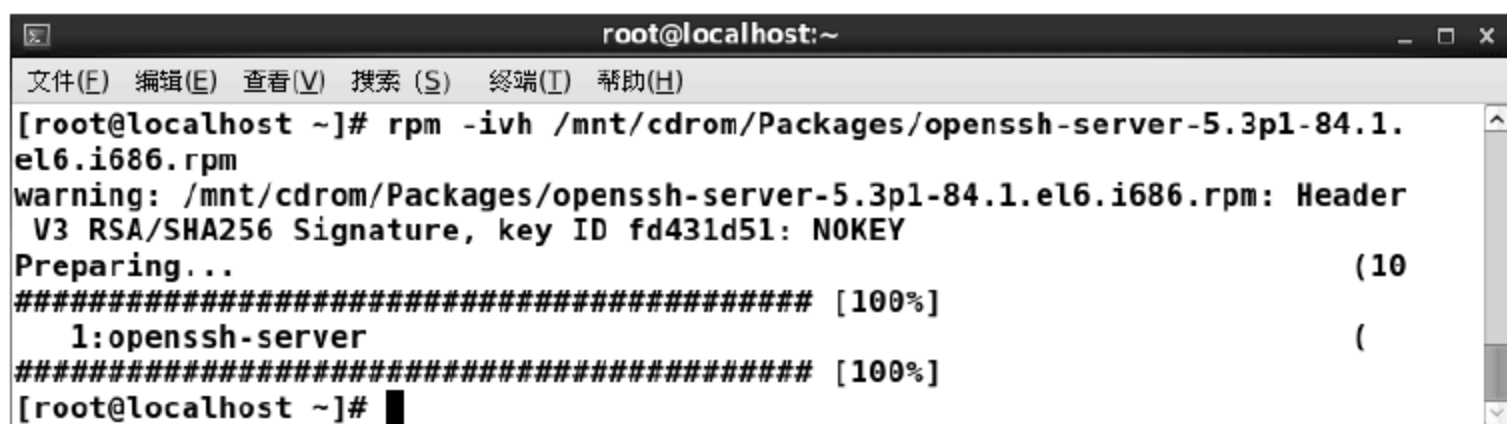 root@localhost:~
文件(F) 编辑(E) 查看(V) 搜索 (S) 终端(T) 帮助(H)
[root@localhost ~]# rpm -ivh /mnt/cdrom/Packages/openssh-server-5.3p1-84.1.
el6.i686.rpm
warning: /mnt/cdrom/Packages/openssh-server-5.3p1-84.1.el6.i686.rpm: Header
 V3 RSA/SHA256 Signature, key ID fd431d51: NOKEY
Preparing... (10
########################################### [100%]
   1:openssh-server (
########################################### [100%]
[root@localhost ~]#